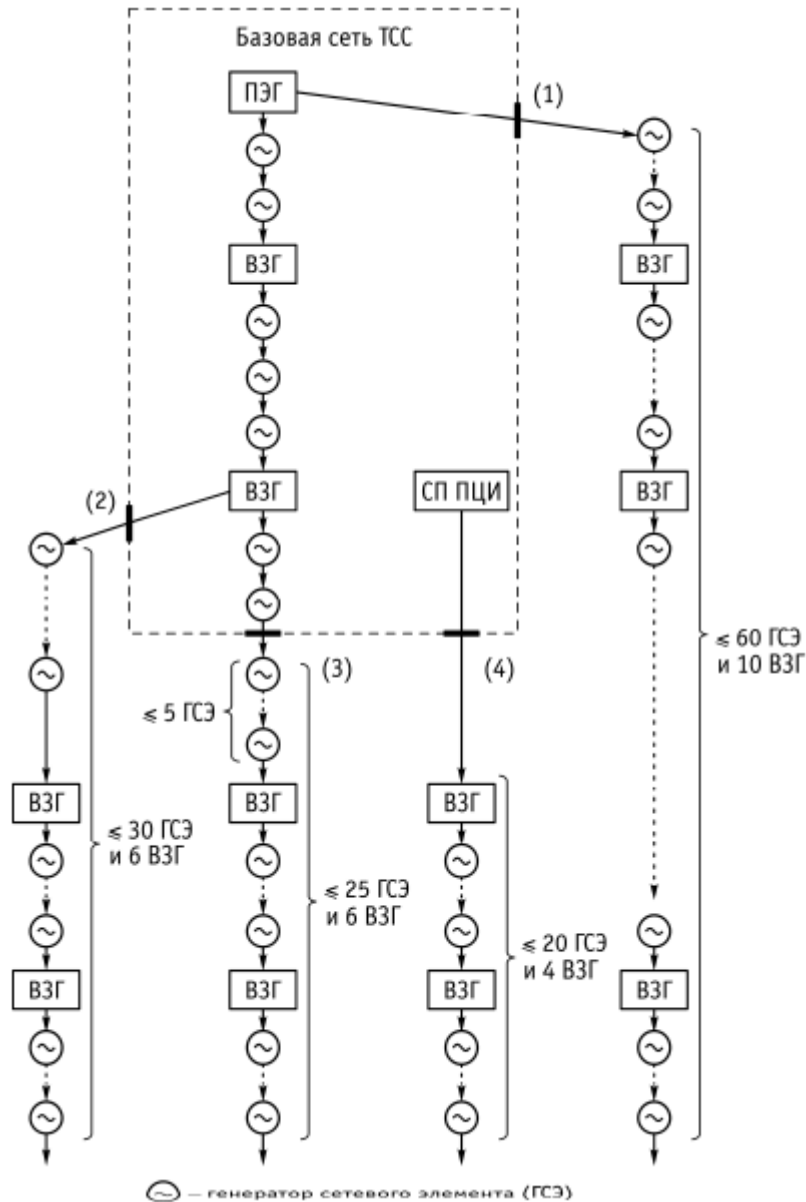 Базовая сеть ТСС
ПЭГ
(1)
ВЗГ
ВЗГ
ВЗГ
(2)
СП ПЦИ
ВЗГ
(3)
(4)
≤ 60 ГСЭ
и 10 ВЗГ
≤ 5 ГСЭ
ВЗГ
ВЗГ
ВЗГ
≤ 30 ГСЭ
и 6 ВЗГ
≤ 25 ГСЭ
и 6 ВЗГ
≤ 20 ГСЭ
и 4 ВЗГ
ВЗГ
ВЗГ
ВЗГ
ВЗГ
– генератор сетевого элемента (ГСЭ)